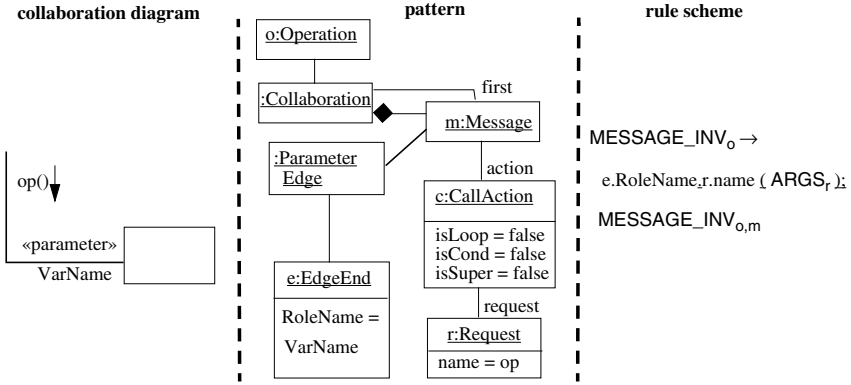 collaboration diagram
pattern
rule scheme
o:Operation
:Collaboration
first
m:Message
:Parameter
Edge
action
c:CallAction
isLoop = false
isCond = false
isSuper = false
request
r:Request
name = op
e:EdgeEnd
RoleName =
VarName
op()
«parameter»
VarName
MESSAGE_INVo →
e.RoleName.r.name ( ARGSr );
MESSAGE_INVo,m